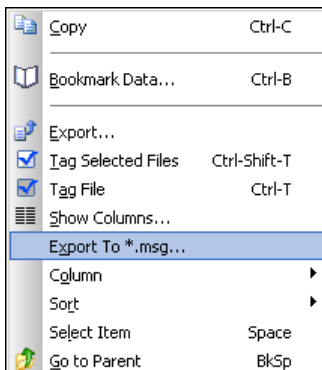 Copy Ctrl-C
Bookmark Data... Ctrl-B
Export...
Tag Selected Files Ctrl-Shift-T
Tag File Ctrl-T
Show Columns...
Export To *.msg...
Column
Sort
Select Item Space
Go to Parent BkSp